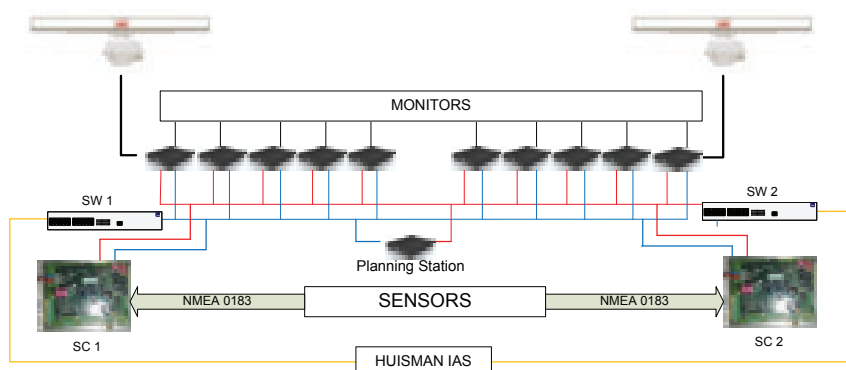 MONITORS
SW 1
SW 2
Planning Station
NMEA 0183
SENSORS
NMEA 0183
SC 1
SC 2
HUISMAN IAS